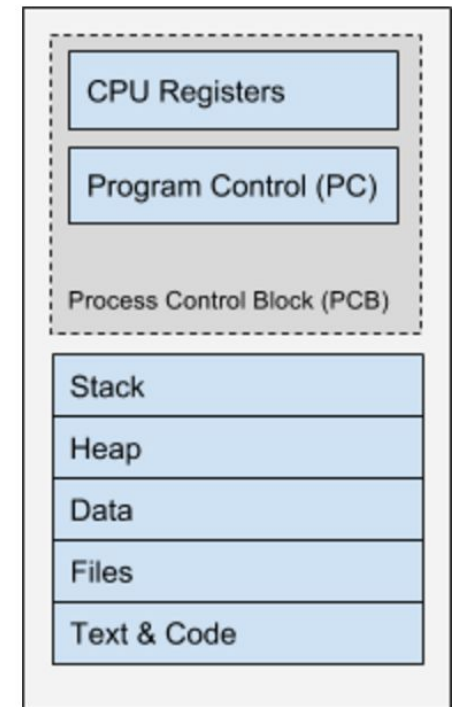 CPU Registers
Program Control (PC)
Process Control Block (PCB)
Stack
Heap
Data
Files
Text & Code